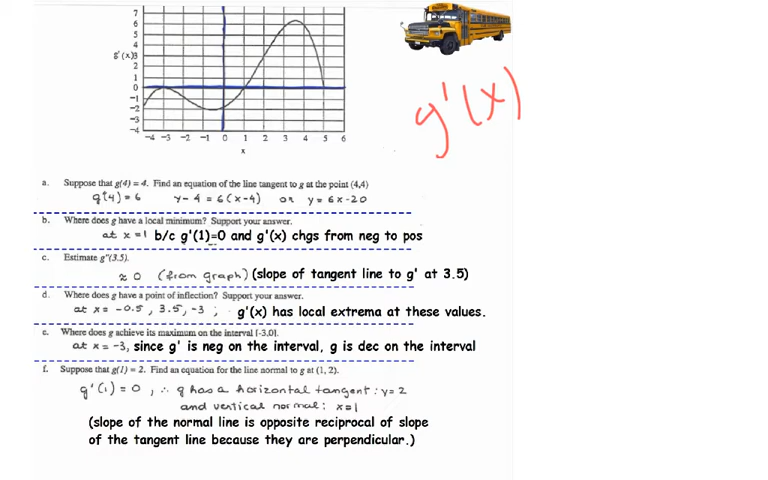 7
6
5
4
g'(x)3
2
1
0
-1
-2
-3
-4
-4 -3 -2 -1 0 1 2 3 4 5 6
x
g'(x)
a. Suppose that g(4) = 4. Find an equation of the line tangent to g at the point (4,4)
g'(4) = 6 y-4 = 6(x-4) or y = 6x-20
b. Where does g have a local minimum? Support your answer.
at x = 1 b/c g'(1)=0 and g'(x) chgs from neg to pos
c. Estimate g"(3.5).
≈ 0 (from graph) (slope of tangent line to g' at 3.5)
d. Where does g have a point of inflection? Support your answer.
at x = -0.5, 3.5, -3; g'(x) has local extrema at these values.
e. Where does g achieve its maximum on the interval [-3,0].
at x = -3, since g' is neg on the interval, g is dec on the interval
f. Suppose that g(1) = 2. Find an equation for the line normal to g at (1, 2).
g'(1) = 0, ∴ g has a horizontal tangent: y = 2
and vertical normal: x = 1
(slope of the normal line is opposite reciprocal of slope
of the tangent line because they are perpendicular.)